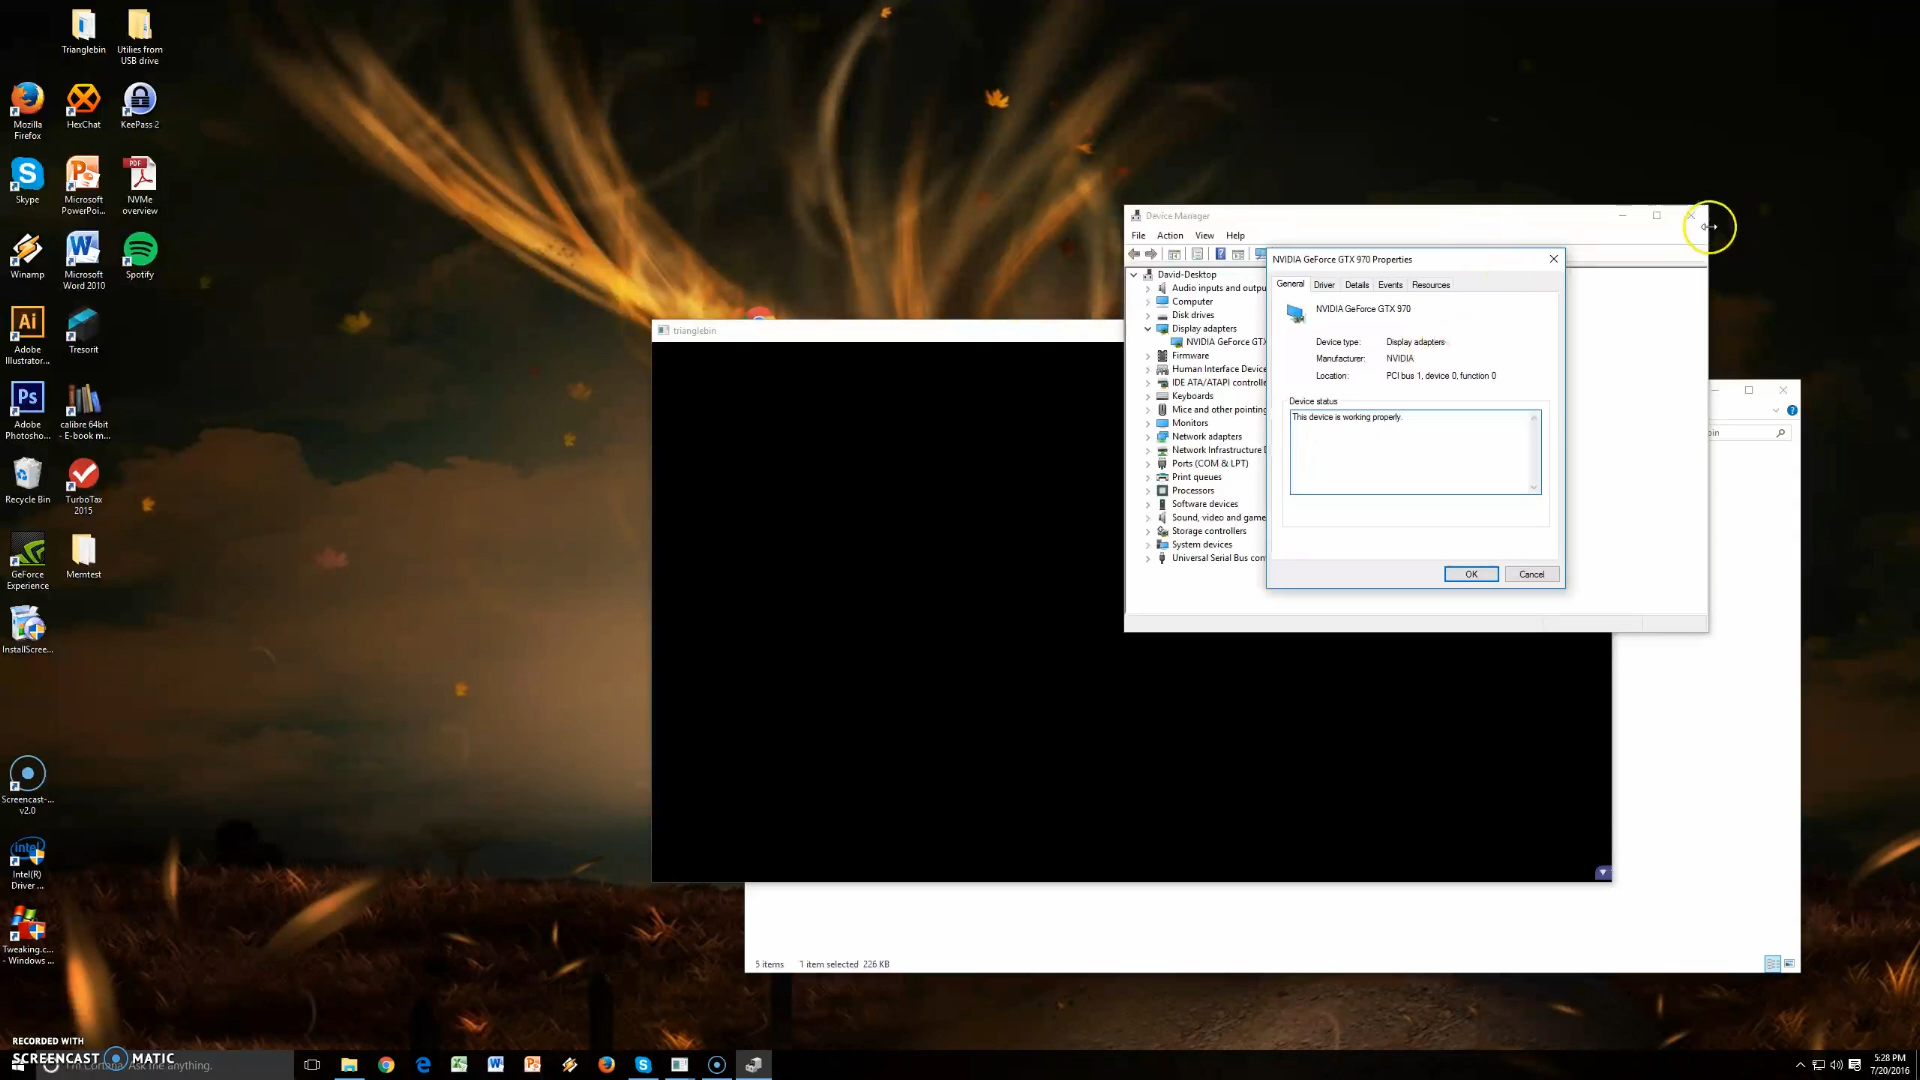 Trianglebin
Utilies from
USB drive
Mozilla
Firefox
HexChat
KeePass 2
Skype
Microsoft
PowerPoi...
NVMe
overview
Winamp
Microsoft
Word 2010
Spotify
Adobe
Illustrator...
Tresorit
Adobe
Photosho...
calibre 64bit
- E-book m...
Recycle Bin
TurboTax
2015
GeForce
Experience
Memtest
InstallScree...
Screencast-...
v2.0
Intel(R)
Driver ...
Tweaking.c...
- Windows ...
trianglebin
Device Manager
File Action View Help
David-Desktop
Audio inputs and outpu
Computer
Disk drives
Display adapters
NVIDIA GeForce GTX
Firmware
Human Interface Device
IDE ATA/ATAPI controlle
Keyboards
Mice and other pointing
Monitors
Network adapters
Network Infrastructure D
Ports (COM & LPT)
Print queues
Processors
Software devices
Sound, video and game
Storage controllers
System devices
Universal Serial Bus con
NVIDIA GeForce GTX 970 Properties
General Driver Details Events Resources
NVIDIA GeForce GTX 970
Device type: Display adapters
Manufacturer: NVIDIA
Location: PCI bus 1, device 0, function 0
Device status
This device is working properly.
OK Cancel
bin
5 items 1 item selected 226 KB
RECORDED WITH
SCREENCAST MATIC
I'm Cortana. Ask me anything.
5:28 PM
7/20/2016